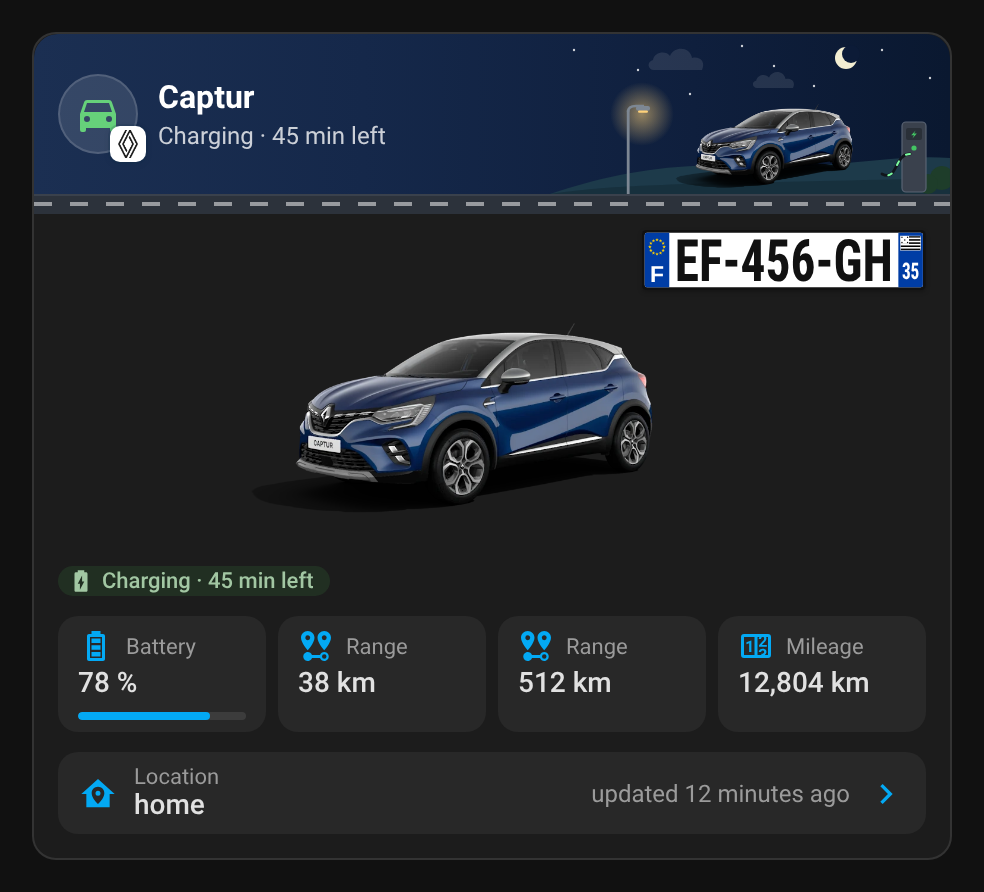 Captur
Charging · 45 min left
F EF-456-GH 35
CAPTUR
Charging · 45 min left
Battery
78 %
Range
38 km
Range
512 km
Mileage
12,804 km
Location
home
updated 12 minutes ago